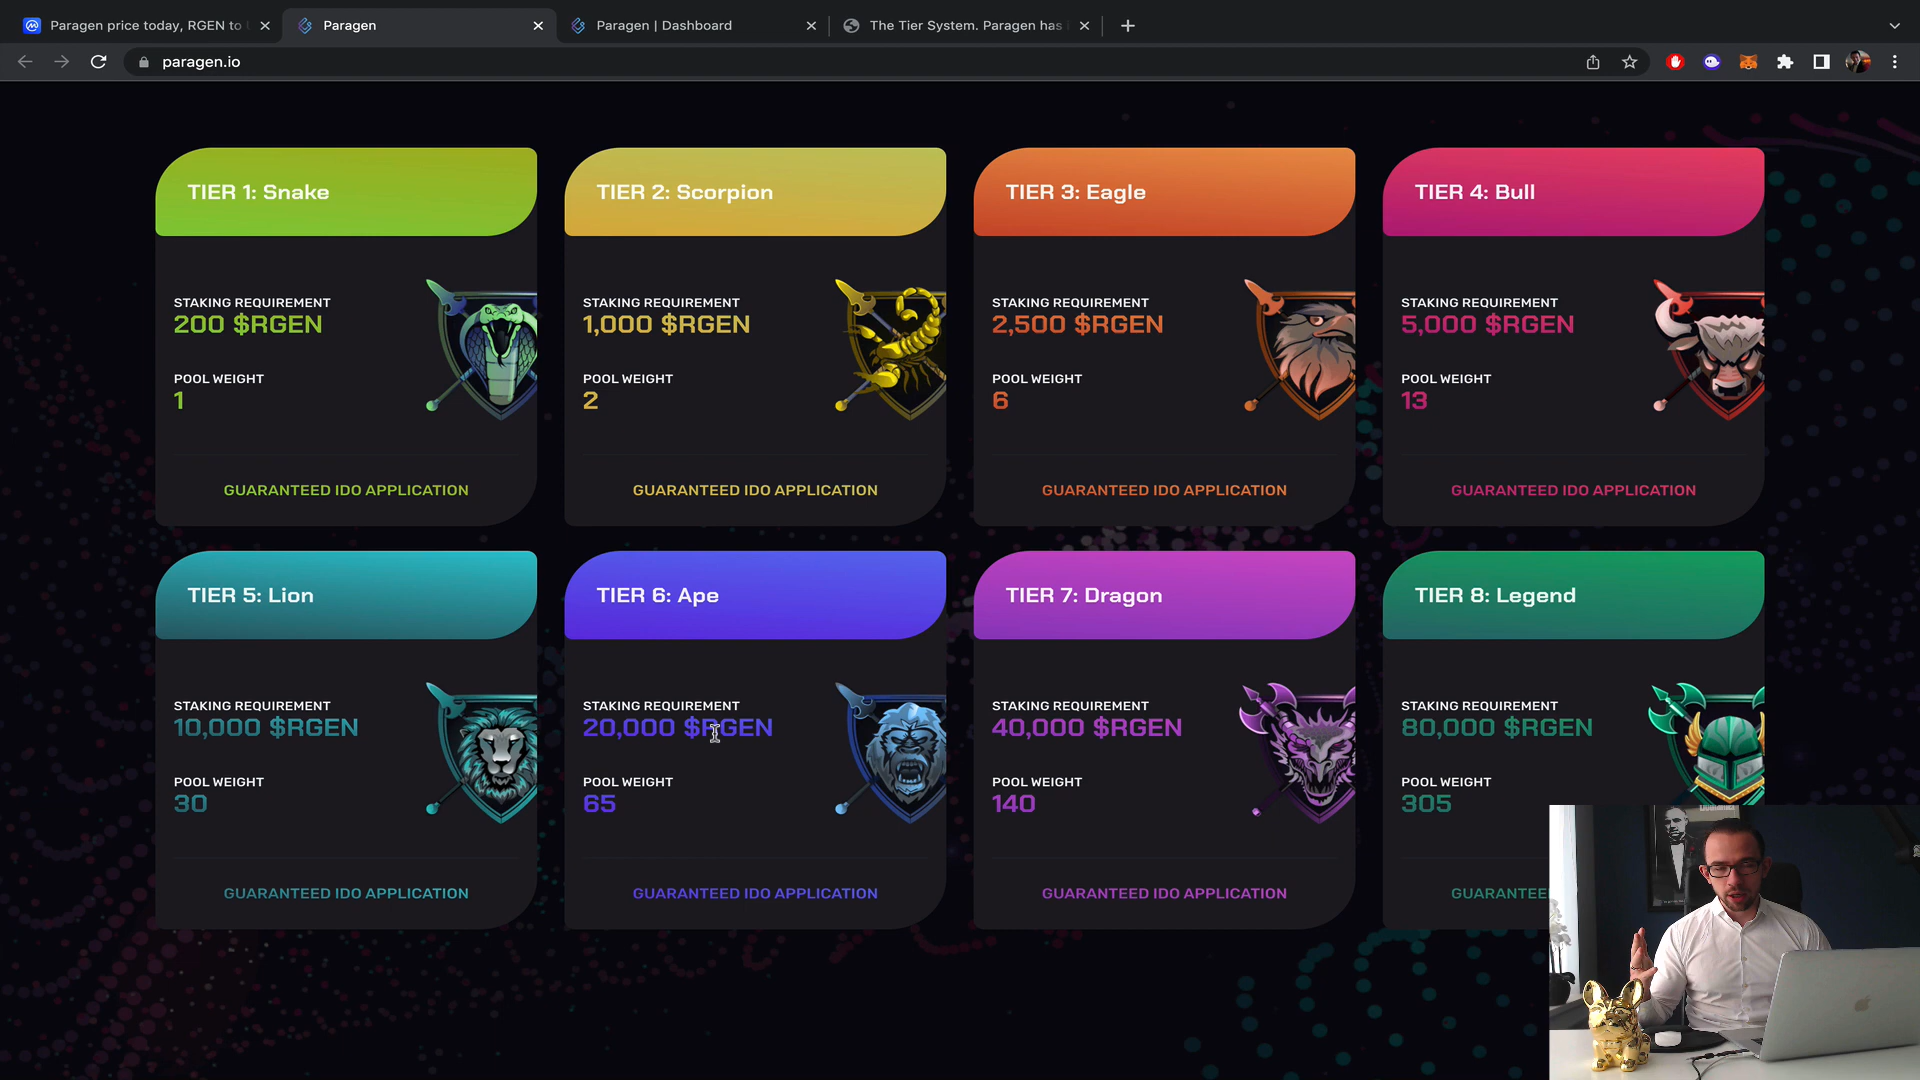 Paragen price today, RGEN to
Paragen
Paragen | Dashboard
The Tier System. Paragen has
paragen.io
TIER 1: Snake
STAKING REQUIREMENT
200 $RGEN
POOL WEIGHT
1
GUARANTEED IDO APPLICATION
TIER 2: Scorpion
STAKING REQUIREMENT
1,000 $RGEN
POOL WEIGHT
2
GUARANTEED IDO APPLICATION
TIER 3: Eagle
STAKING REQUIREMENT
2,500 $RGEN
POOL WEIGHT
6
GUARANTEED IDO APPLICATION
TIER 4: Bull
STAKING REQUIREMENT
5,000 $RGEN
POOL WEIGHT
13
GUARANTEED IDO APPLICATION
TIER 5: Lion
STAKING REQUIREMENT
10,000 $RGEN
POOL WEIGHT
30
GUARANTEED IDO APPLICATION
TIER 6: Ape
STAKING REQUIREMENT
20,000 $RGEN
POOL WEIGHT
65
GUARANTEED IDO APPLICATION
TIER 7: Dragon
STAKING REQUIREMENT
40,000 $RGEN
POOL WEIGHT
140
GUARANTEED IDO APPLICATION
TIER 8: Legend
STAKING REQUIREMENT
80,000 $RGEN
POOL WEIGHT
305
GUARANTEE